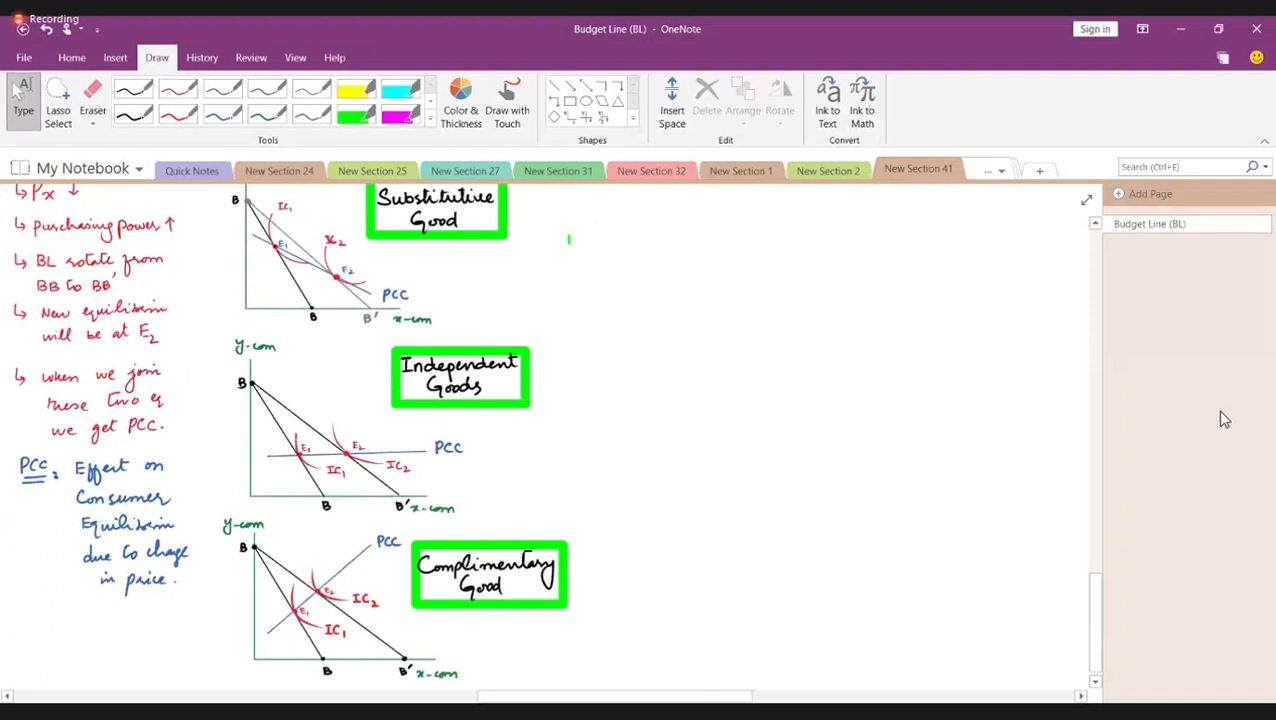 Recording
Budget Line (BL) - OneNote
Sign in
File
Home
Insert
Draw
History
Review
View
Help
Type
Lasso
Select
Eraser
Color &
Thickness
Draw with
Touch
Insert
Space
Delete
Arrange
Rotate
Ink to
Text
Ink to
Math
Tools
Shapes
Edit
Convert
My Notebook
Quick Notes
New Section 24
New Section 25
New Section 27
New Section 31
New Section 32
New Section 1
New Section 2
New Section 41
...
Search (Ctrl+E)
Add Page
Budget Line (BL)
↳ Px ↓
↳ purchasing power ↑
↳ BL rotate from
BB to BB'
↳ New equilibrium
will be at E2
↳ when we join
these two eq
we get PCC.
PCC: Effect on
Consumer
Equilibrium
due to change
in price.
Substitutive
Good
B
IC1
IC2
E1
E2
PCC
B
B'
x-com
y-com
Independent
Goods
B
E1
E2
PCC
IC1
IC2
B
B'
x-com
y-com
Complimentary
Good
B
PCC
E2
IC2
E1
IC1
B
B'
x-com